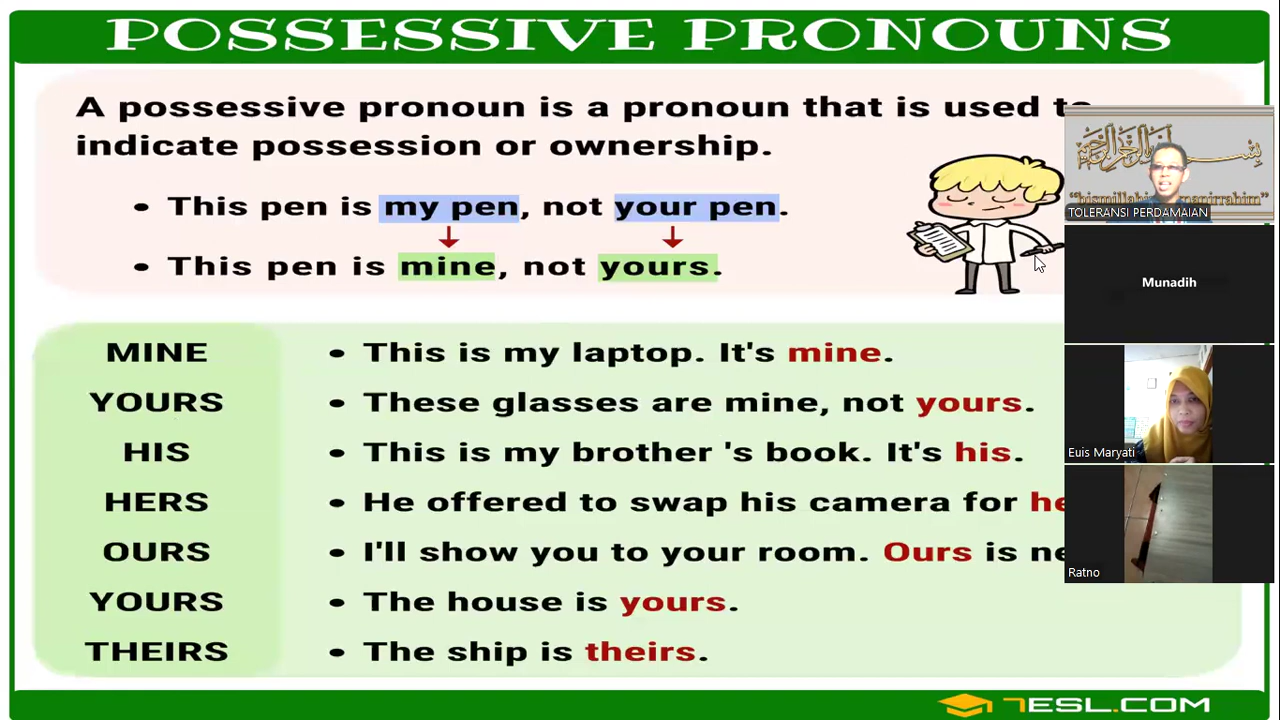 POSSESSIVE PRONOUNS
A possessive pronoun is a pronoun that is used to
indicate possession or ownership.
• This pen is my pen, not your pen.
• This pen is mine, not yours.
MINE • This is my laptop. It's mine.
YOURS • These glasses are mine, not yours.
HIS • This is my brother 's book. It's his.
HERS • He offered to swap his camera for
OURS • I'll show you to your room. Ours is
YOURS • The house is yours.
THEIRS • The ship is theirs.
7ESL.COM
TOLERANSI PERDAMAIAN
Munadih
Euis Maryati
Ratno